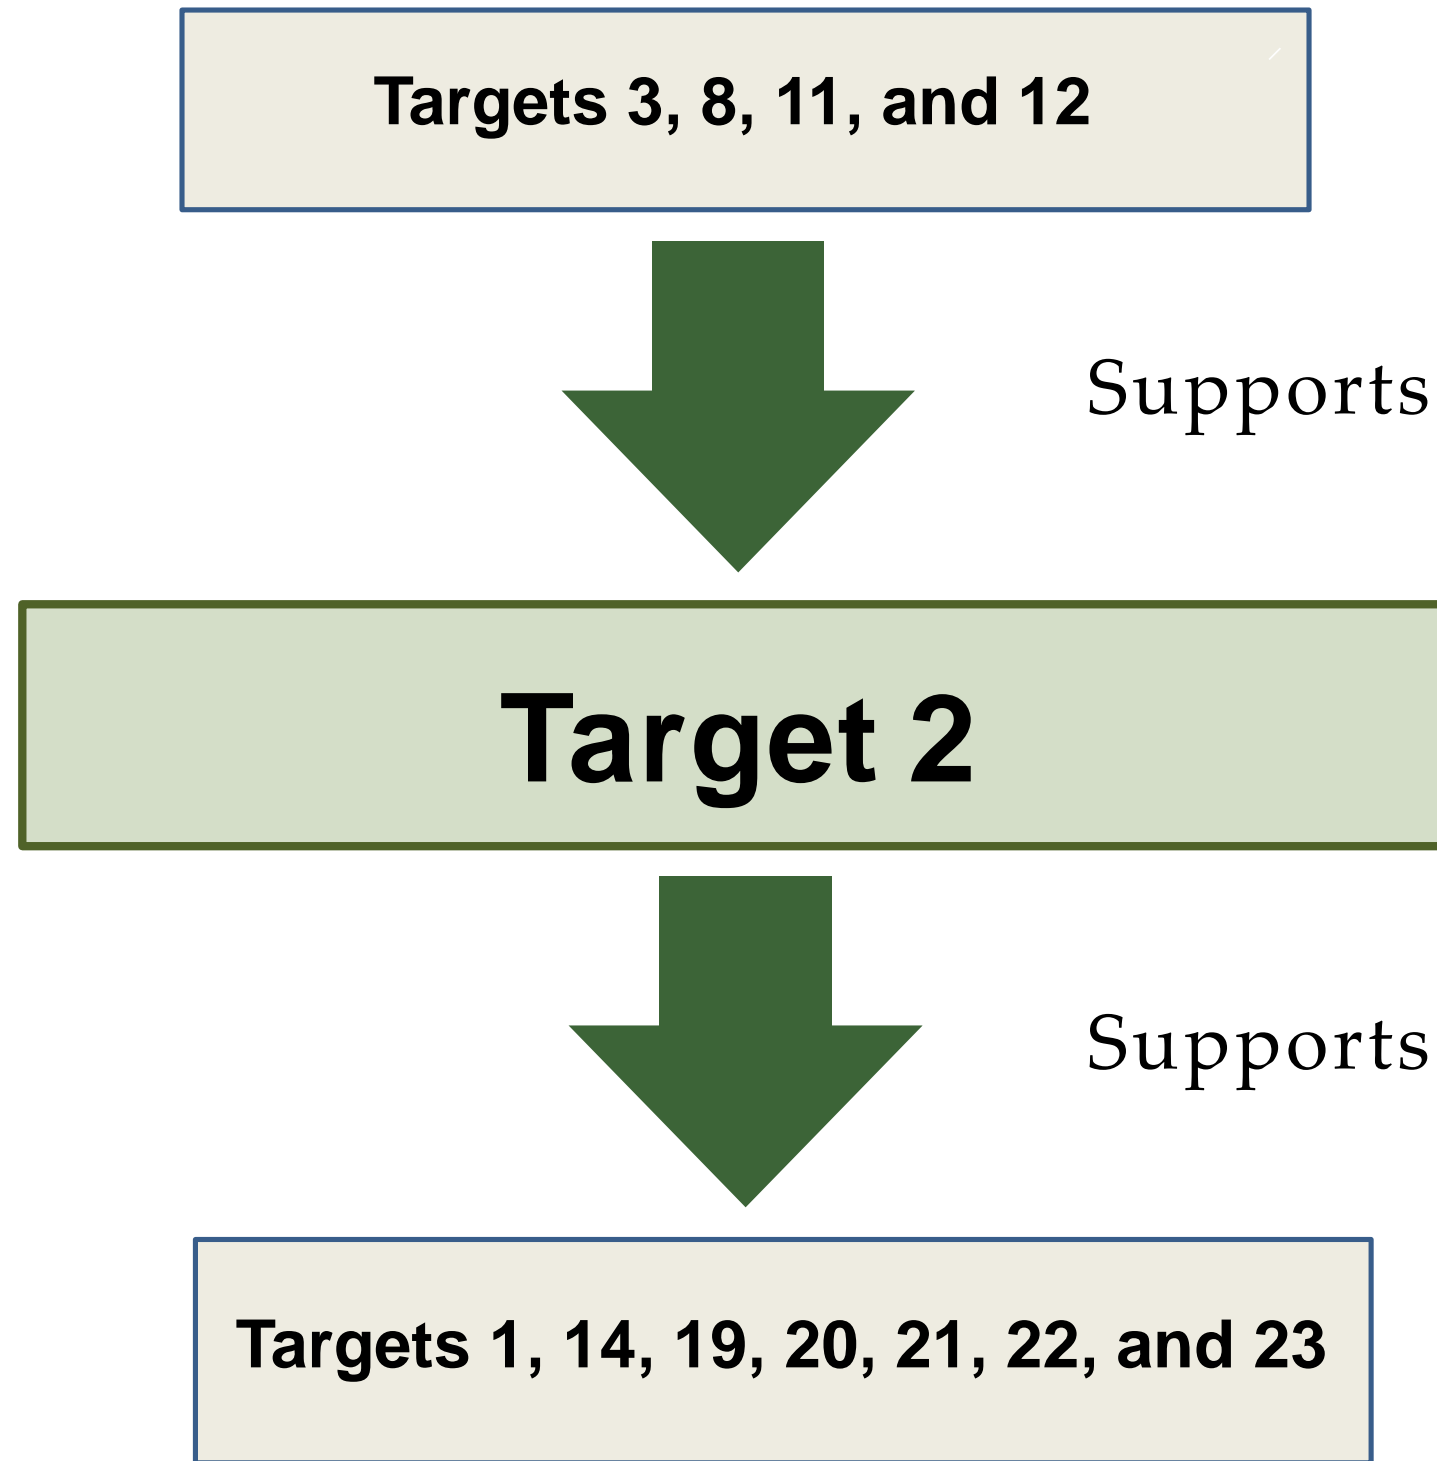 Targets 3, 8, 11, and 12
Supports
Target 2
Supports
Targets 1, 14, 19, 20, 21, 22, and 23